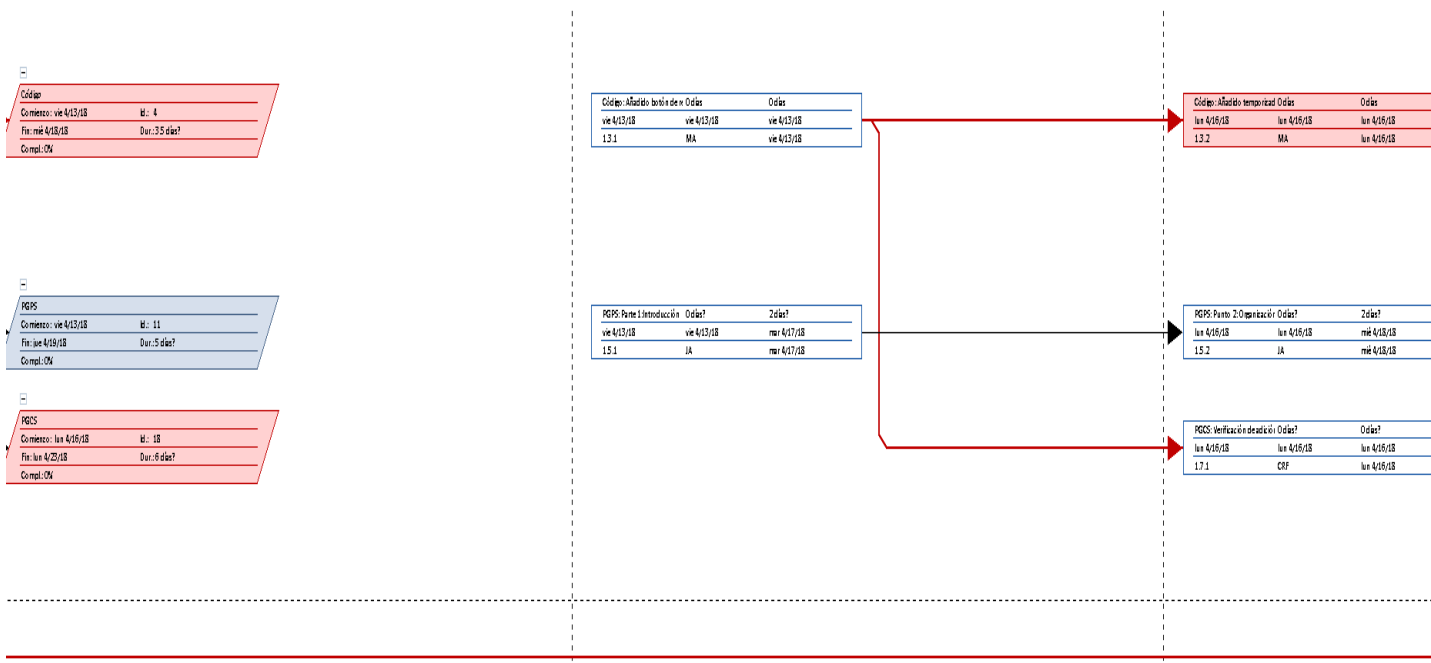 Código
Comienzo: vie 4/13/18 Id.: 4
Fin: mié 4/18/18 Dur.: 3.5 días?
Compl.: 0%
Código: Añadido botón de re 0 días 0 días
vie 4/13/18 vie 4/13/18 vie 4/13/18
1.3.1 MA vie 4/13/18
Código: Añadido temporizad 0 días 0 días
lun 4/16/18 lun 4/16/18 lun 4/16/18
1.3.2 MA lun 4/16/18
PGPS
Comienzo: vie 4/13/18 Id.: 11
Fin: jue 4/19/18 Dur.: 5 días?
Compl.: 0%
PGPS: Parte 1:Introducción 0 días? 2 días?
vie 4/13/18 vie 4/13/18 mar 4/17/18
1.5.1 JA mar 4/17/18
PGPS: Punto 2:Organizació 0 días? 2 días?
lun 4/16/18 lun 4/16/18 mié 4/18/18
1.5.2 JA mié 4/18/18
PGCS
Comienzo: lun 4/16/18 Id.: 18
Fin: lun 4/23/18 Dur.: 6 días?
Compl.: 0%
PGCS: Verificación de adición 0 días? 0 días?
lun 4/16/18 lun 4/16/18 lun 4/16/18
1.7.1 CRF lun 4/16/18